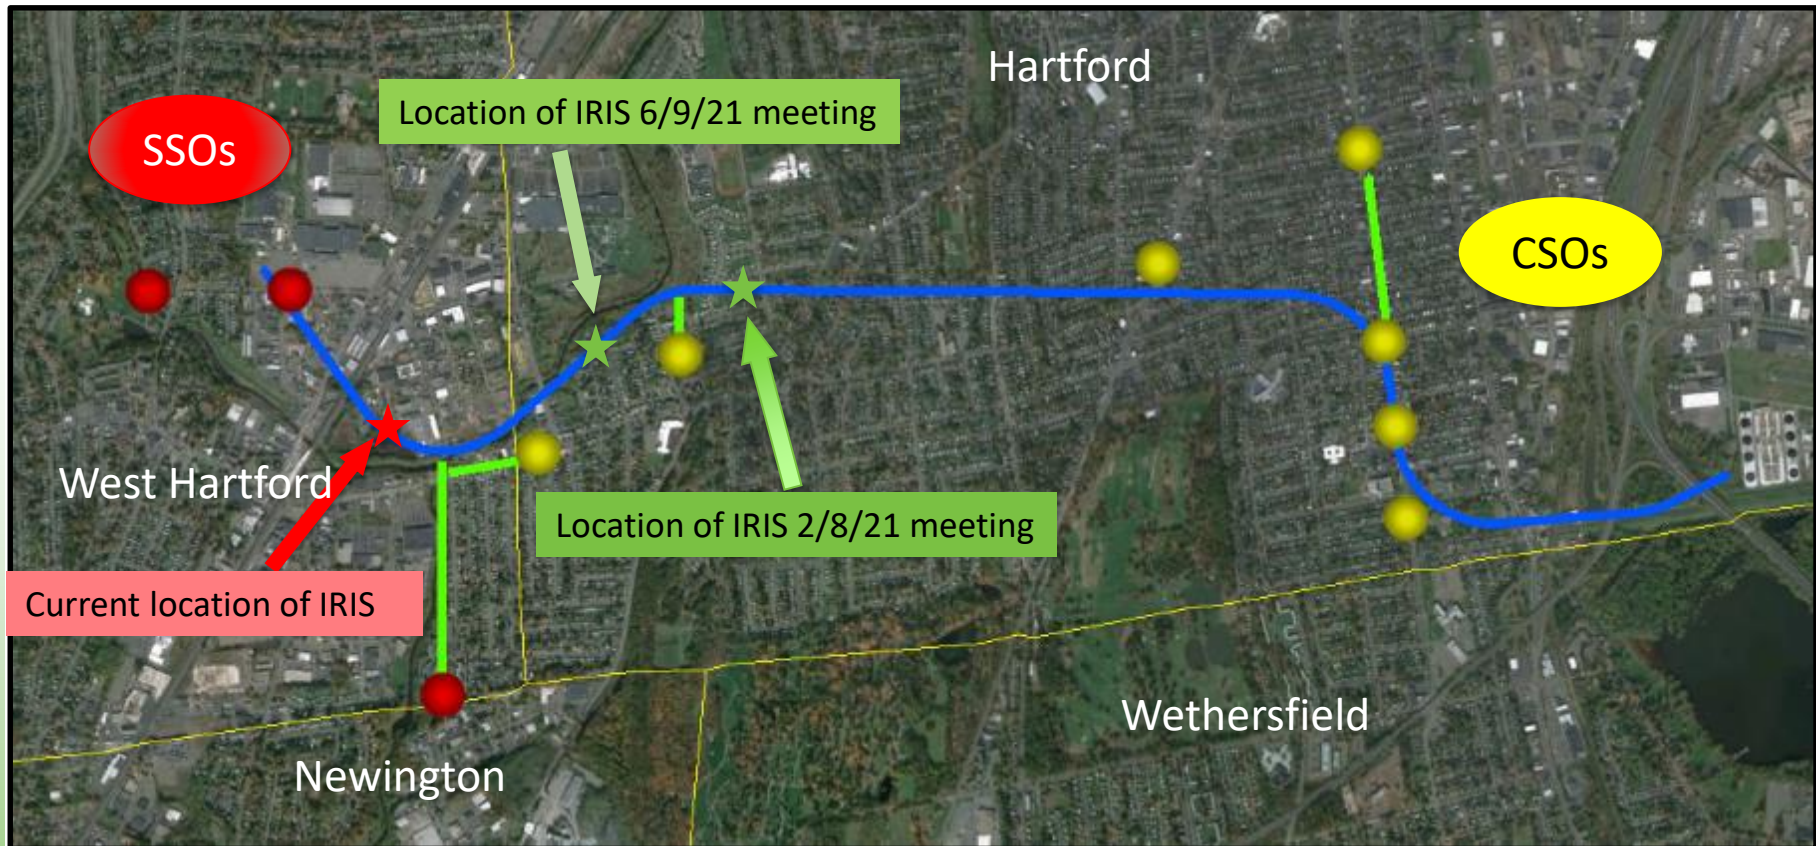 Hartford
Location of IRIS 6/9/21 meeting
SSOs
CSOs
West Hartford
Location of IRIS 2/8/21 meeting
Current location of IRIS
Wethersfield
Newington